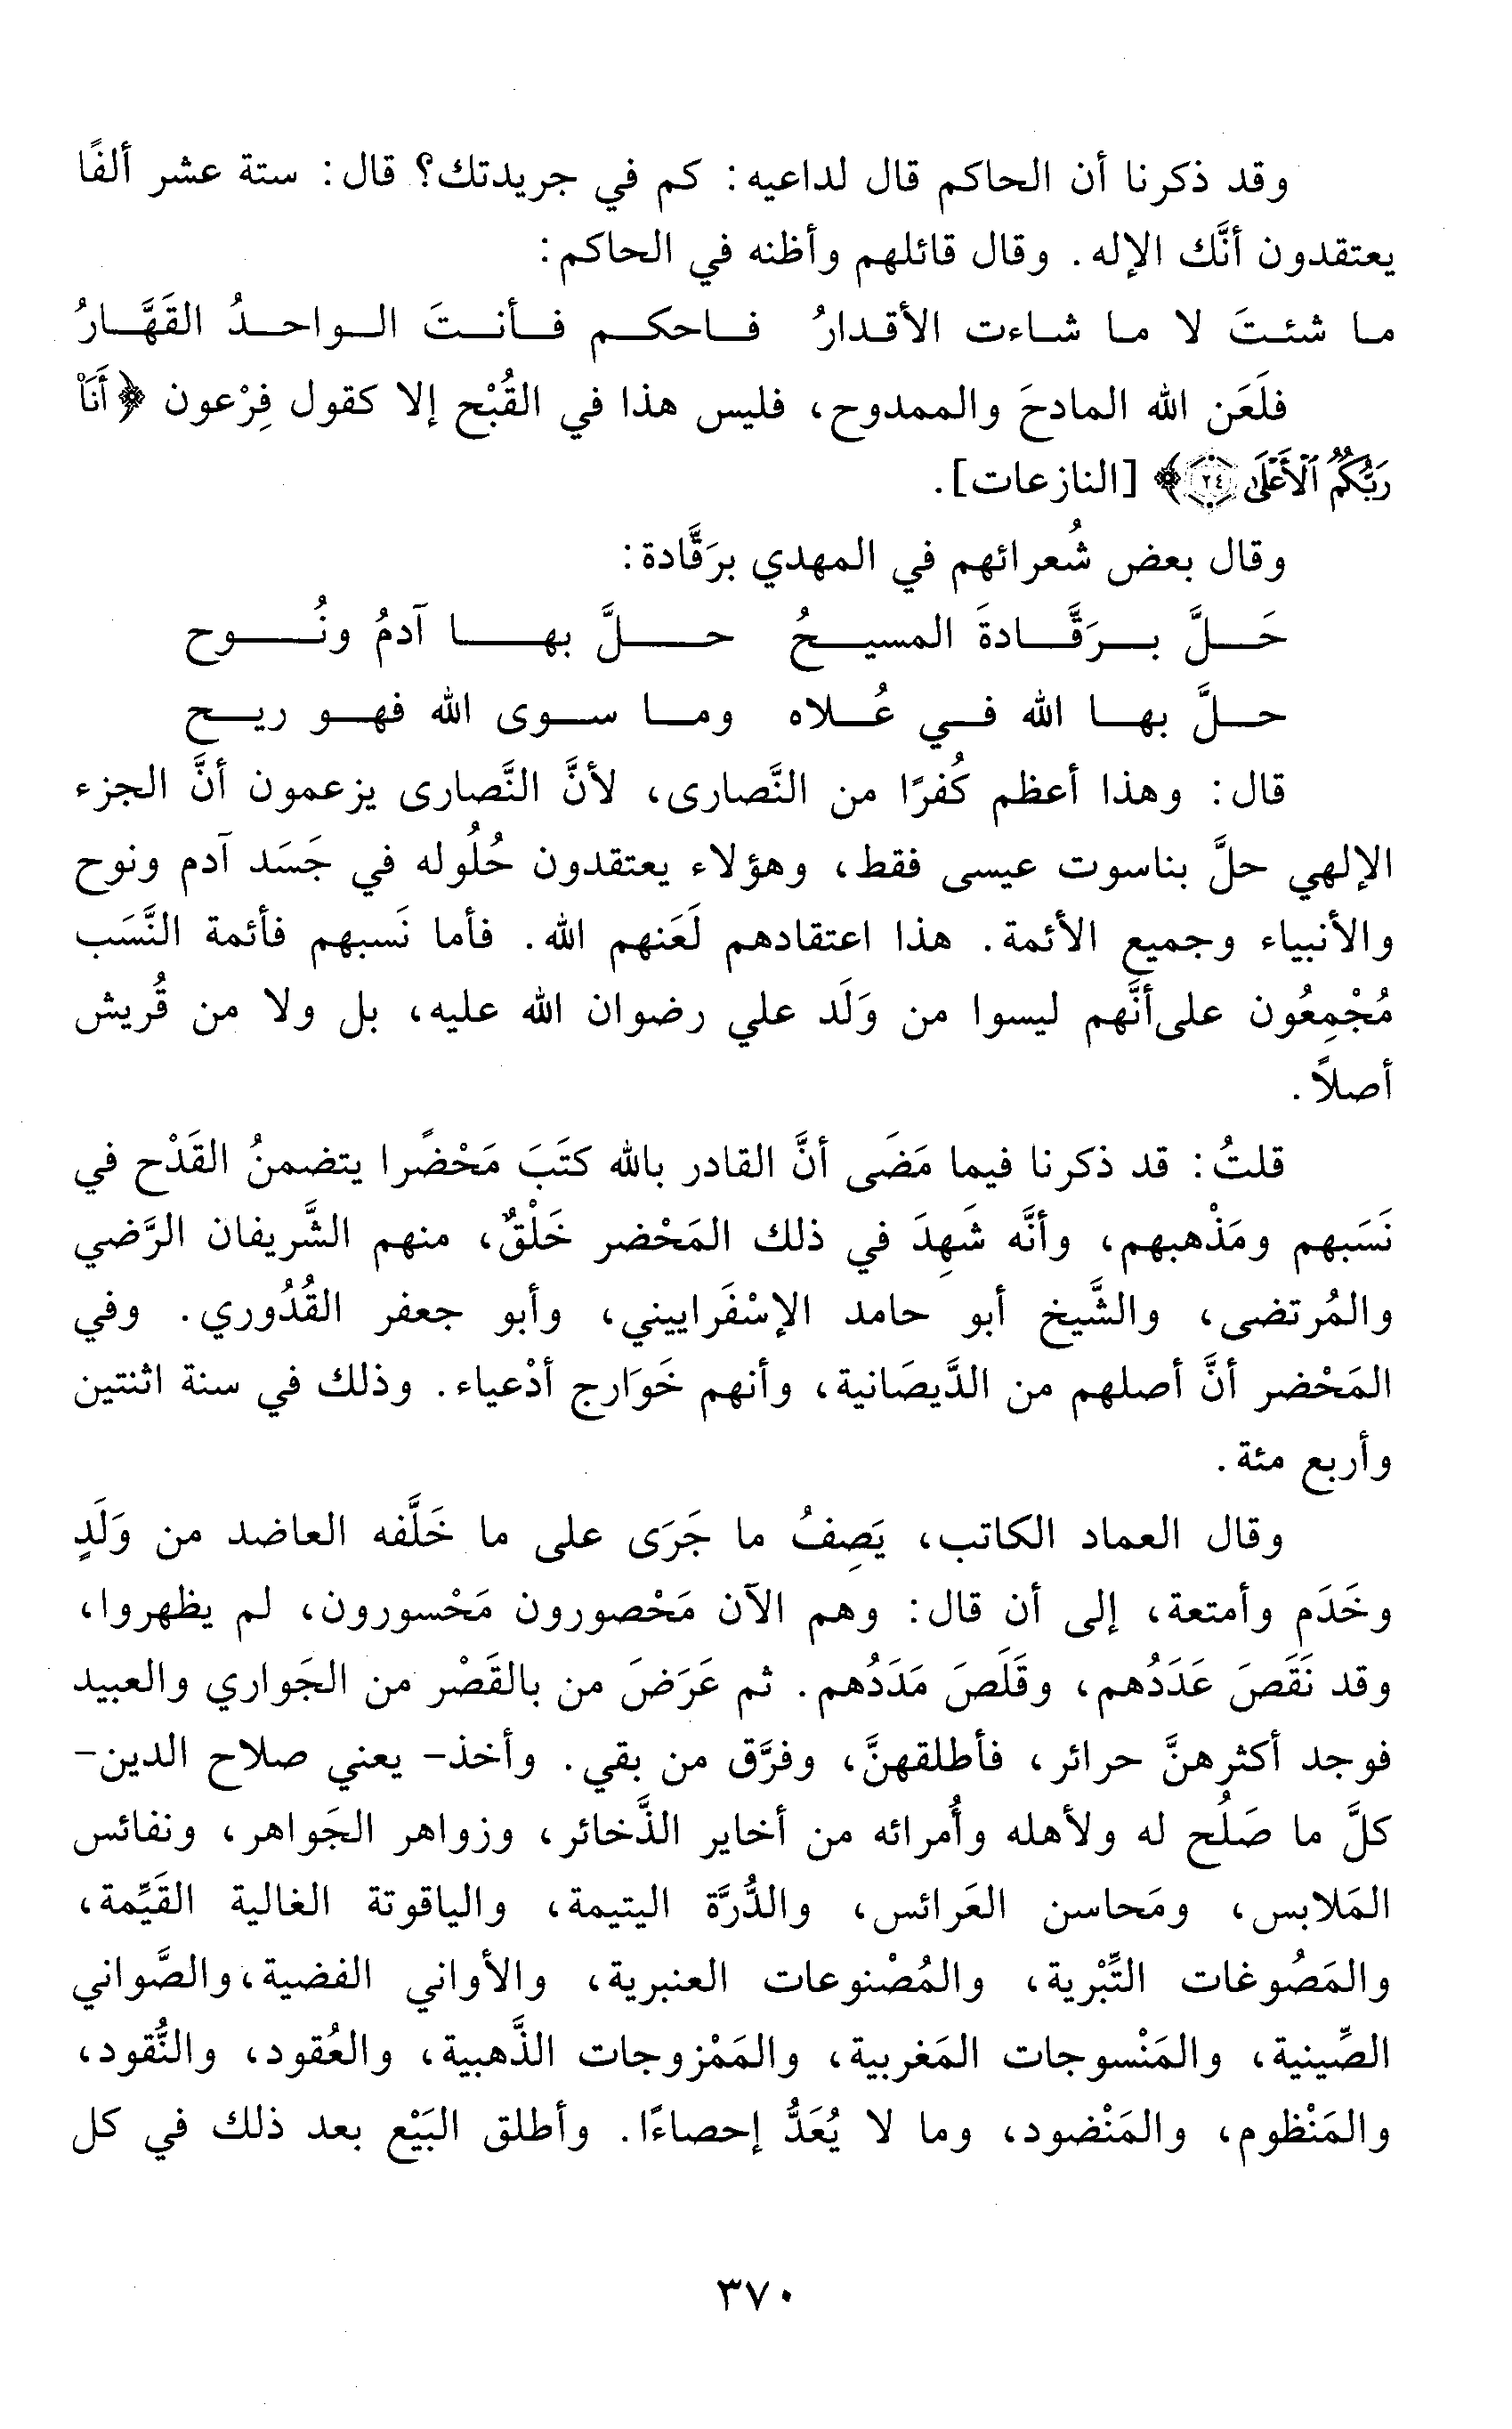 وقد ذكرنا أن الحاكم قال لداعيه: كم في جريدتك؟ قال: ستة عشر ألفًا
يعتقدون أنَّك الإله. وقال قائلهم وأظنه في الحاكم:
ما شئتَ لا ما شاءت الأقدارُ فاحكم فأنتَ الواحدُ القَهَّارُ
فلَعَن الله المادحَ والممدوح، فليس هذا في القُبْح إلا كقول فِرْعون ﴿أَنَا۠
رَبُّكُمُ ٱلْأَعْلَىٰ ٢٤﴾ [النازعات].
وقال بعض شُعرائهم في المهدي برَقَّادة:
حَلَّ برَقَّادةَ المسيحُ حلَّ بها آدمُ ونُوح
حلَّ بها الله في عُلاه وما سوى الله فهو ريح
قال: وهذا أعظم كُفرًا من النَّصارى، لأنَّ النَّصارى يزعمون أنَّ الجزء
الإلهي حلَّ بناسوت عيسى فقط، وهؤلاء يعتقدون حُلُوله في جَسَد آدم ونوح
والأنبياء وجميع الأئمة. هذا اعتقادهم لَعَنهم الله. فأما نَسبهم فأئمة النَّسَب
مُجْمِعُون على أنَّهم ليسوا من وَلَد علي رضوان الله عليه، بل ولا من قُريش
أصلاً.
قلتُ: قد ذكرنا فيما مَضَى أنَّ القادر بالله كتَبَ مَحْضًرا يتضمنُ القَدْح في
نَسَبهم ومَذْهبهم، وأنَّه شَهِدَ في ذلك المَحْضر خَلْقٌ، منهم الشَّريفان الرَّضي
والمُرتضى، والشَّيخ أبو حامد الإسْفَراييني، وأبو جعفر القُدُوري. وفي
المَحْضر أنَّ أصلهم من الدَّيصَانية، وأنهم خَوَارج أدْعياء. وذلك في سنة اثنتين
وأربع مئة.
وقال العماد الكاتب، يَصِفُ ما جَرَى على ما خَلَّفه العاضد من وَلَدٍ
وخَدَم وأمتعة، إلى أن قال: وهم الآن مَحْصورون مَحْسورون، لم يظهروا،
وقد نَقَصَ عَدَدُهم، وقَلَصَ مَدَدُهم. ثم عَرَضَ من بالقَصْر من الجَواري والعبيد
فوجد أكثرهنَّ حرائر، فأطلقهنَّ، وفرَّق من بقي. وأخذ- يعني صلاح الدين-
كلَّ ما صَلُح له ولأهله وأُمرائه من أخاير الذَّخائر، وزواهر الجَواهر، ونفائس
المَلابس، ومَحاسن العَرائس، والدُّرَّة اليتيمة، والياقوتة الغالية القَيِّمة،
والمَصُوغات التِّبْرية، والمُصْنوعات العنبرية، والأواني الفضية، والصَّواني
الصِّينية، والمَنْسوجات المَغربية، والمَمْزوجات الذَّهبية، والعُقود، والنُّقود،
والمَنْظوم، والمَنْضود، وما لا يُعَدُّ إحصاءًا. وأطلق البَيْع بعد ذلك في كل
٣٧٠